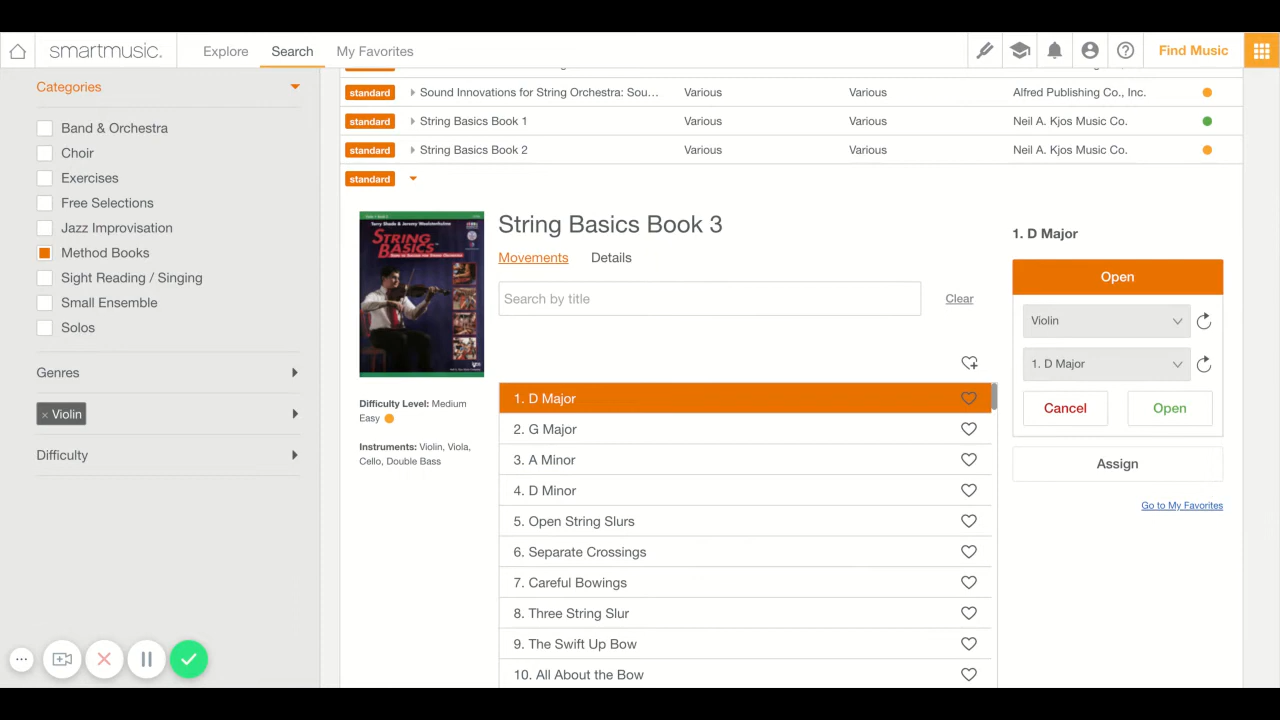 smartmusic.
Explore
Search
My Favorites
Find Music
Categories
Band & Orchestra
Choir
Exercises
Free Selections
Jazz Improvisation
Method Books
Sight Reading / Singing
Small Ensemble
Solos
Genres
× Violin
Difficulty
standard
standard Sound Innovations for String Orchestra: Sou... Various Various Alfred Publishing Co., Inc.
standard String Basics Book 1 Various Various Neil A. Kjos Music Co.
standard String Basics Book 2 Various Various Neil A. Kjos Music Co.
standard
STRING
BASICS
Difficulty Level: Medium
Easy
Instruments: Violin, Viola,
Cello, Double Bass
String Basics Book 3
Movements Details
Search by title
Clear
1. D Major
2. G Major
3. A Minor
4. D Minor
5. Open String Slurs
6. Separate Crossings
7. Careful Bowings
8. Three String Slur
9. The Swift Up Bow
10. All About the Bow
1. D Major
Open
Violin
1. D Major
Cancel Open
Assign
Go to My Favorites